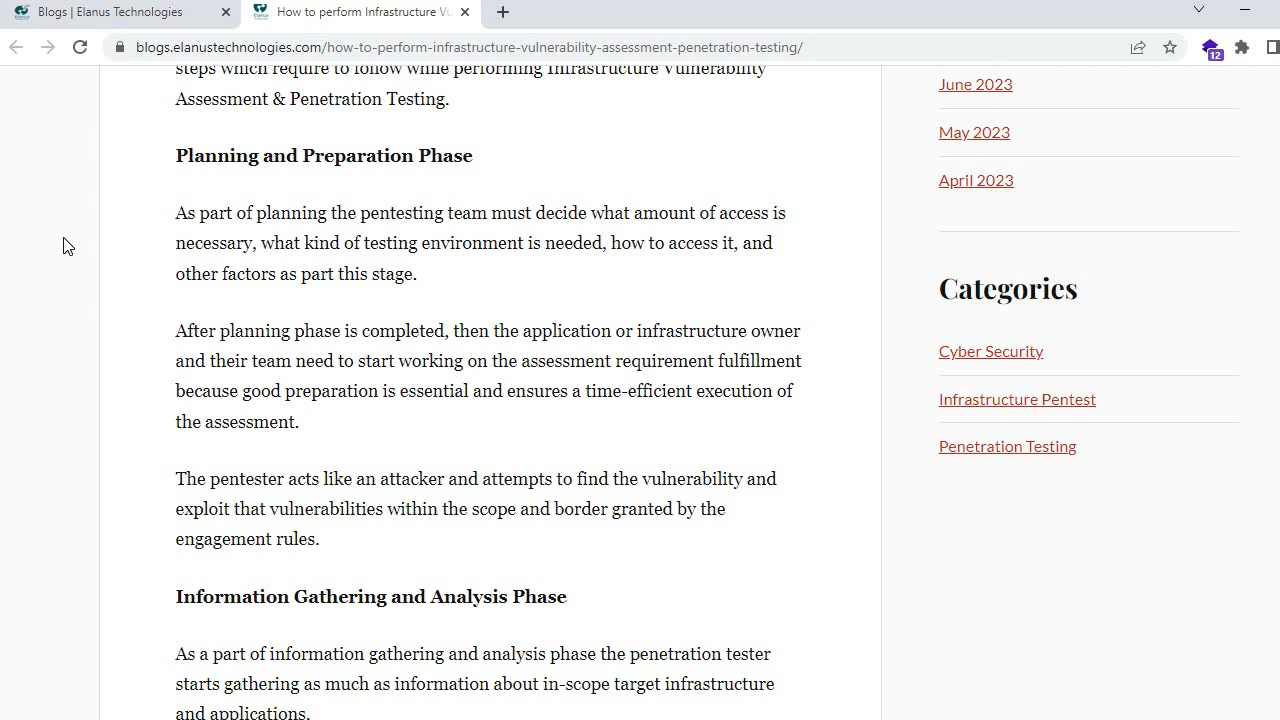 Blogs | Elanus Technologies
How to perform Infrastructure Vu
blogs.elanustechnologies.com/how-to-perform-infrastructure-vulnerability-assessment-penetration-testing/
12
steps which require to follow while performing Infrastructure Vulnerability
Assessment & Penetration Testing.
Planning and Preparation Phase
As part of planning the pentesting team must decide what amount of access is
necessary, what kind of testing environment is needed, how to access it, and
other factors as part this stage.
After planning phase is completed, then the application or infrastructure owner
and their team need to start working on the assessment requirement fulfillment
because good preparation is essential and ensures a time-efficient execution of
the assessment.
The pentester acts like an attacker and attempts to find the vulnerability and
exploit that vulnerabilities within the scope and border granted by the
engagement rules.
Information Gathering and Analysis Phase
As a part of information gathering and analysis phase the penetration tester
starts gathering as much as information about in-scope target infrastructure
and applications.
June 2023
May 2023
April 2023
Categories
Cyber Security
Infrastructure Pentest
Penetration Testing